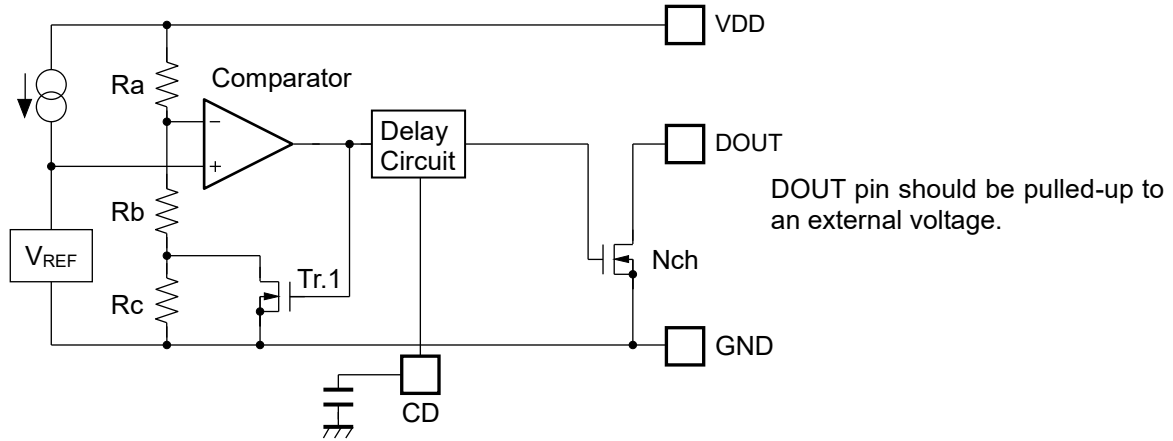 VDD
Ra
Comparator
−
+
Delay
Circuit
DOUT
DOUT pin should be pulled-up to
an external voltage.
Rb
VREF
Nch
Tr.1
Rc
GND
CD